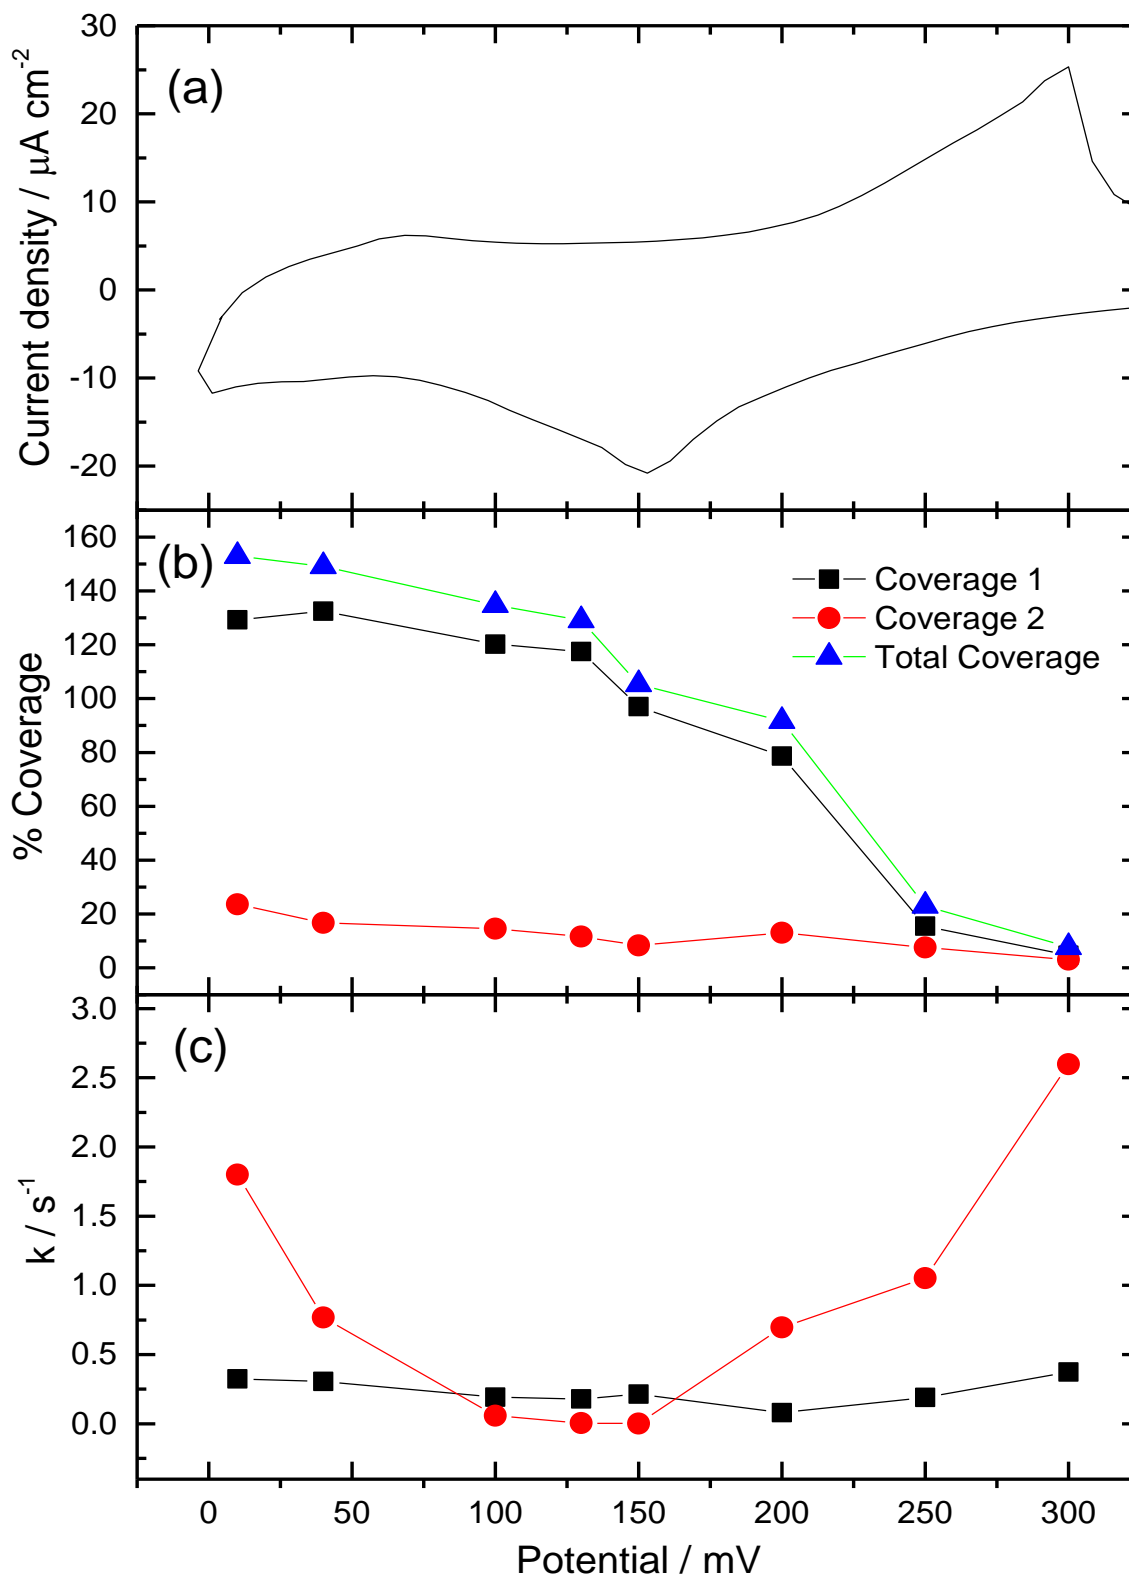 (a)
Current density / μA cm-2
30
20
10
0
-10
-20
(b)
% Coverage
160
140
120
100
80
60
40
20
0
Coverage 1
Coverage 2
Total Coverage
(c)
k / s-1
3.0
2.5
2.0
1.5
1.0
0.5
0.0
0 50 100 150 200 250 300
Potential / mV